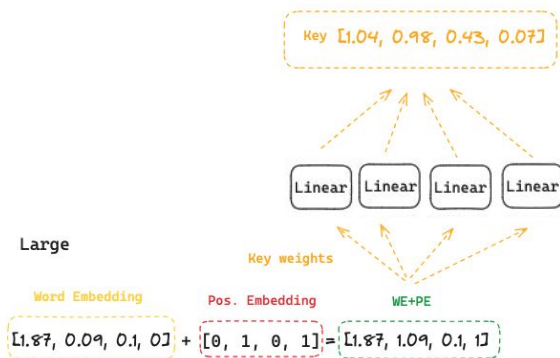 Key [1.04, 0.98, 0.43, 0.07]
Linear Linear Linear Linear
Large
Key weights
Word Embedding Pos. Embedding WE+PE
[1.87, 0.09, 0.1, 0] + [0, 1, 0, 1] = [1.87, 1.09, 0.1, 1]